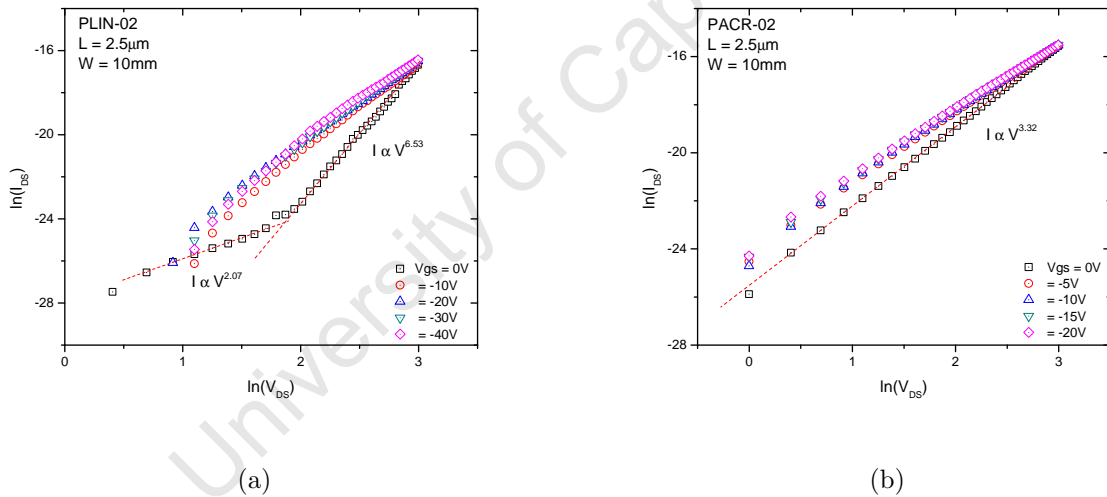 PLIN-02
L = 2.5μm
W = 10mm
-16
-20
-24
-28
ln(I_DS)
I α V^6.53
I α V^2.07
Vgs = 0V
= -10V
= -20V
= -30V
= -40V
0
1
2
3
ln(V_DS)
(a)
PACR-02
L = 2.5μm
W = 10mm
-16
-20
-24
-28
ln(I_DS)
I α V^3.32
Vgs = 0V
= -5V
= -10V
= -15V
= -20V
0
1
2
3
ln(V_DS)
(b)
University of Cap